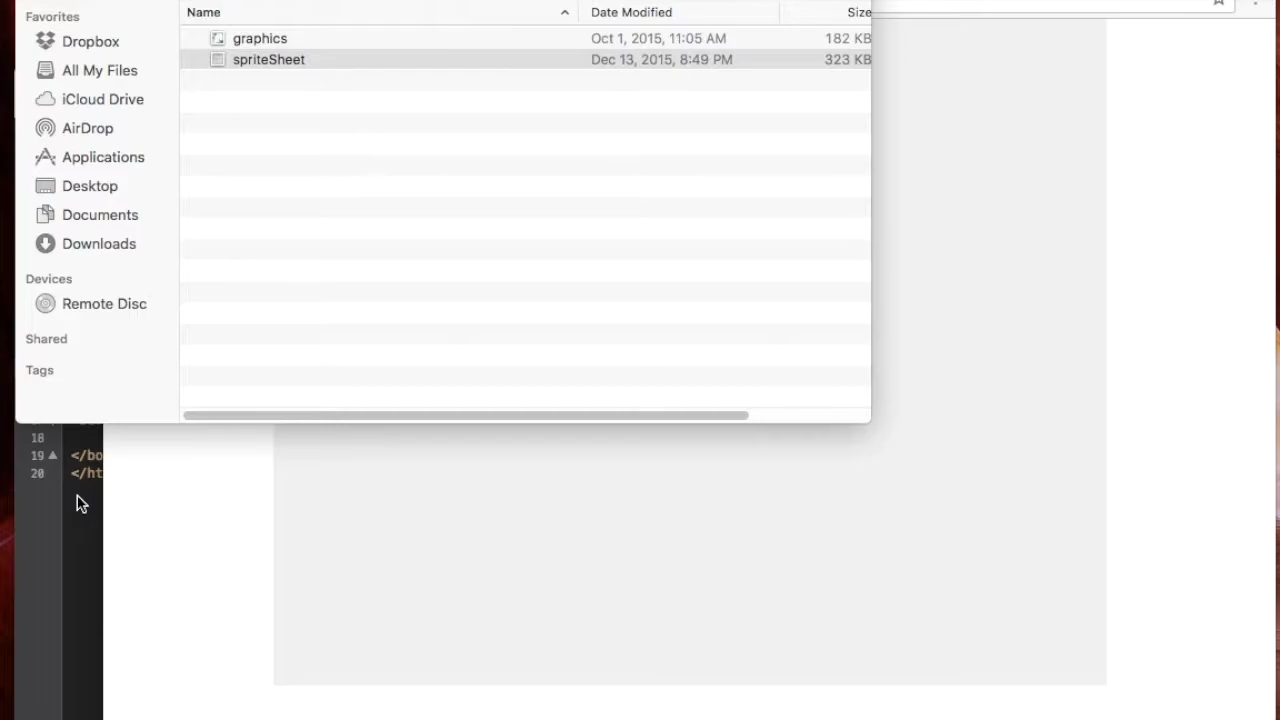 Favorites
Dropbox
All My Files
iCloud Drive
AirDrop
Applications
Desktop
Documents
Downloads
Devices
Remote Disc
Shared
Tags
Name Date Modified Size
graphics Oct 1, 2015, 11:05 AM 182 KB
spriteSheet Dec 13, 2015, 8:49 PM 323 KB
18
19 </bo
20 </ht